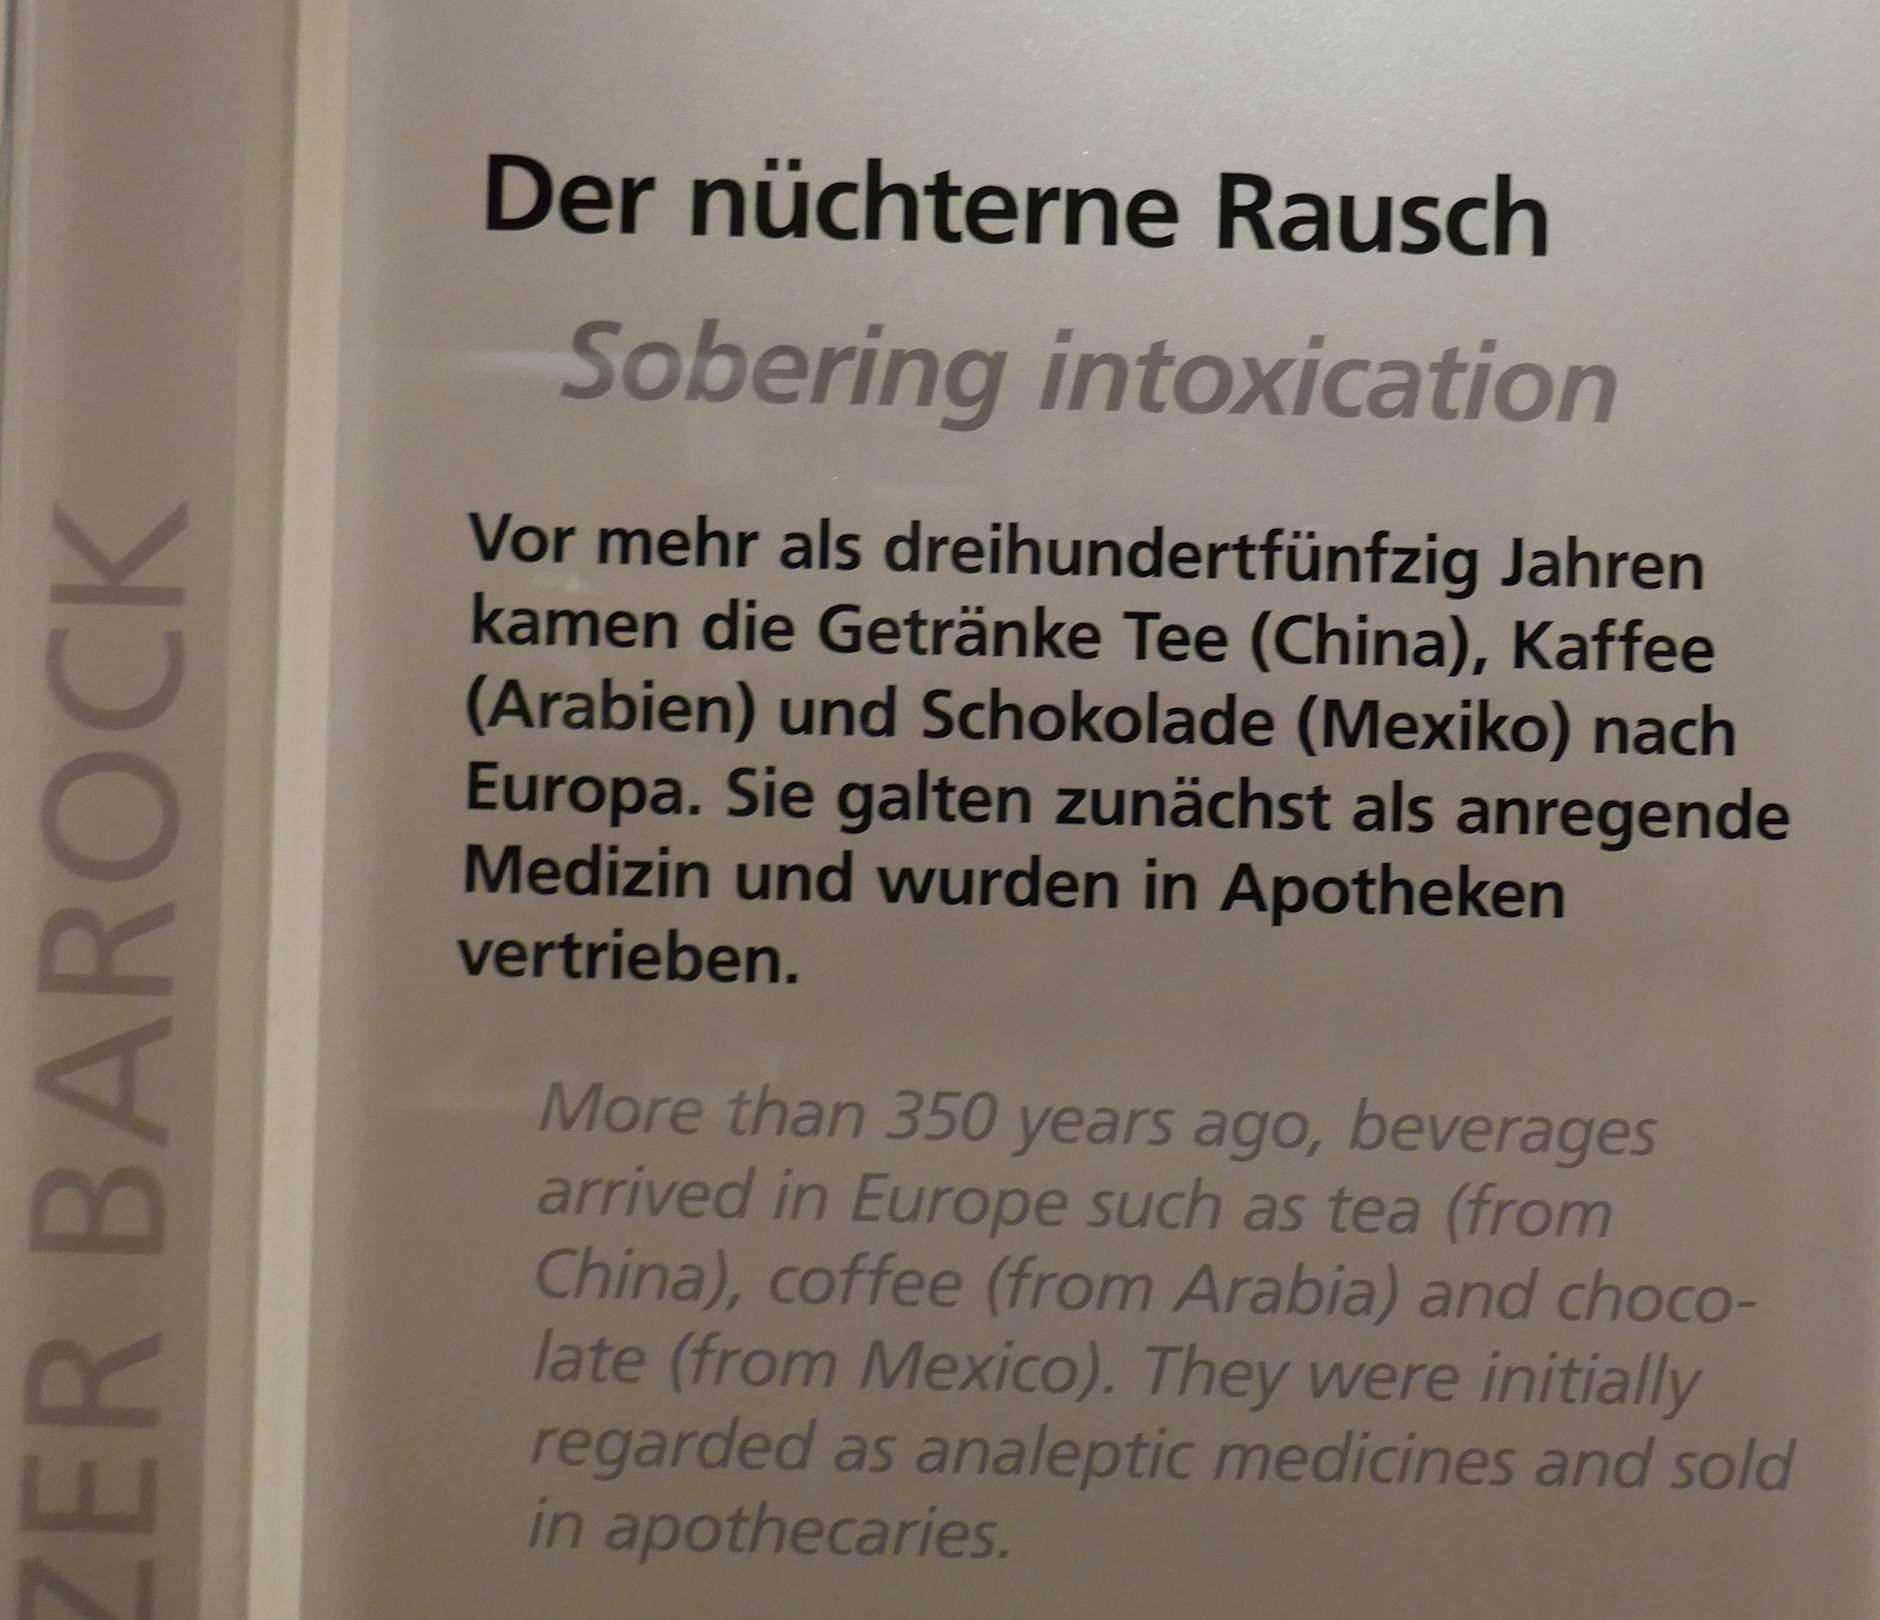 Der nüchterne Rausch
Sobering intoxication
Vor mehr als dreihundertfünfzig Jahren
kamen die Getränke Tee (China), Kaffee
(Arabien) und Schokolade (Mexiko) nach
Europa. Sie galten zunächst als anregende
Medizin und wurden in Apotheken
vertrieben.
More than 350 years ago, beverages
arrived in Europe such as tea (from
China), coffee (from Arabia) and choco-
late (from Mexico). They were initially
regarded as analeptic medicines and sold
in apothecaries.
ZER BAROCK